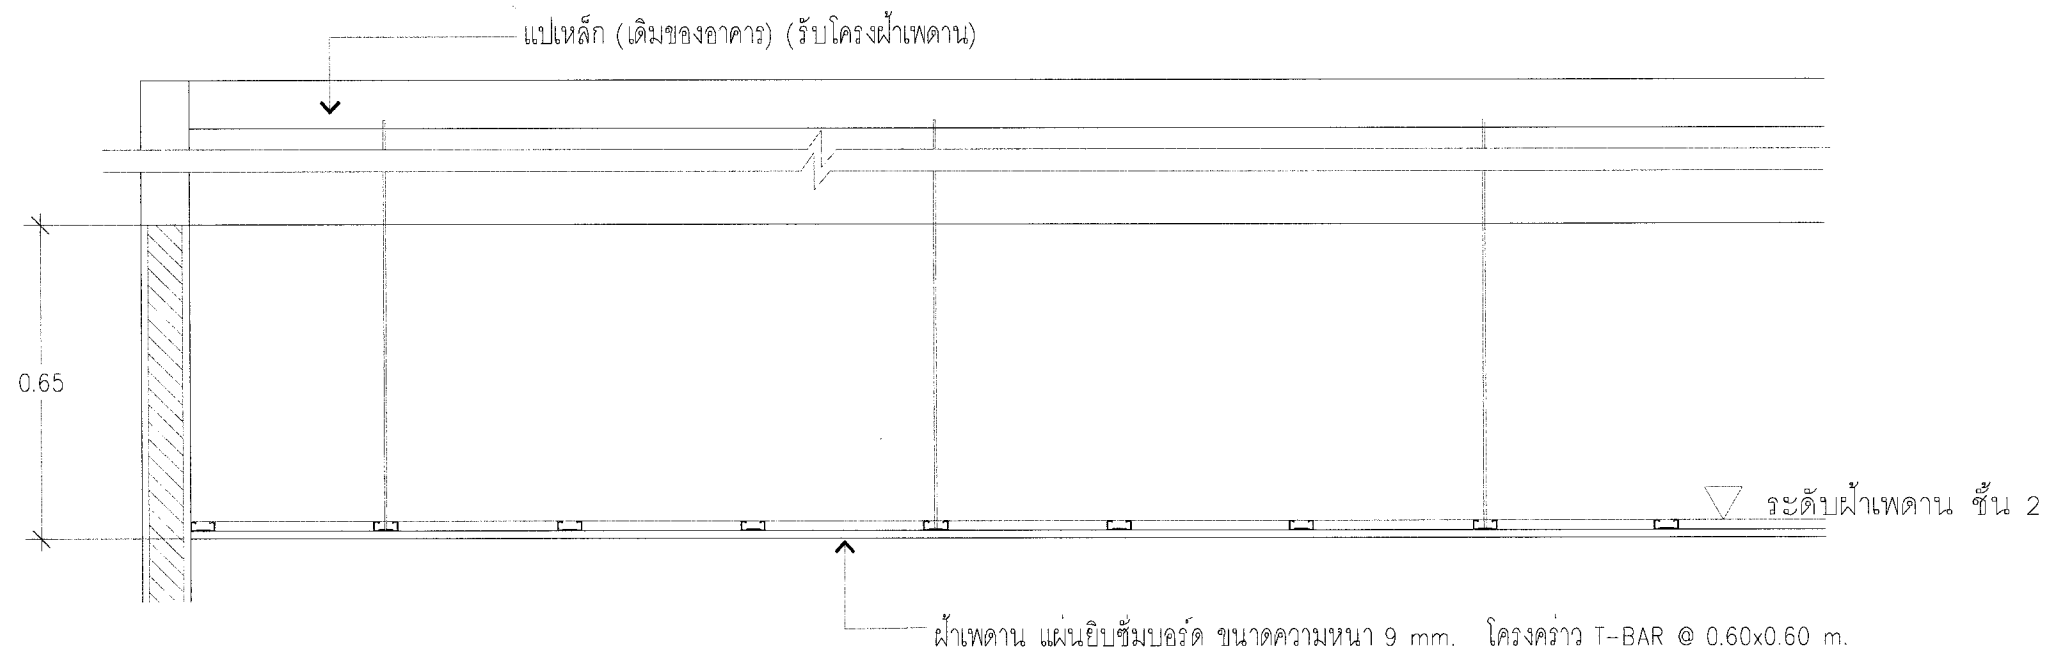 แปเหล็ก (เดิมของอาคาร) (รับโครงฝ้าเพดาน)
0.65
ระดับฝ้าเพดาน ชั้น 2
ฝ้าเพดาน แผ่นยิบซั่มบอร์ด ขนาดความหนา 9 mm. โครงคร่าว T-BAR @ 0.60x0.60 m.